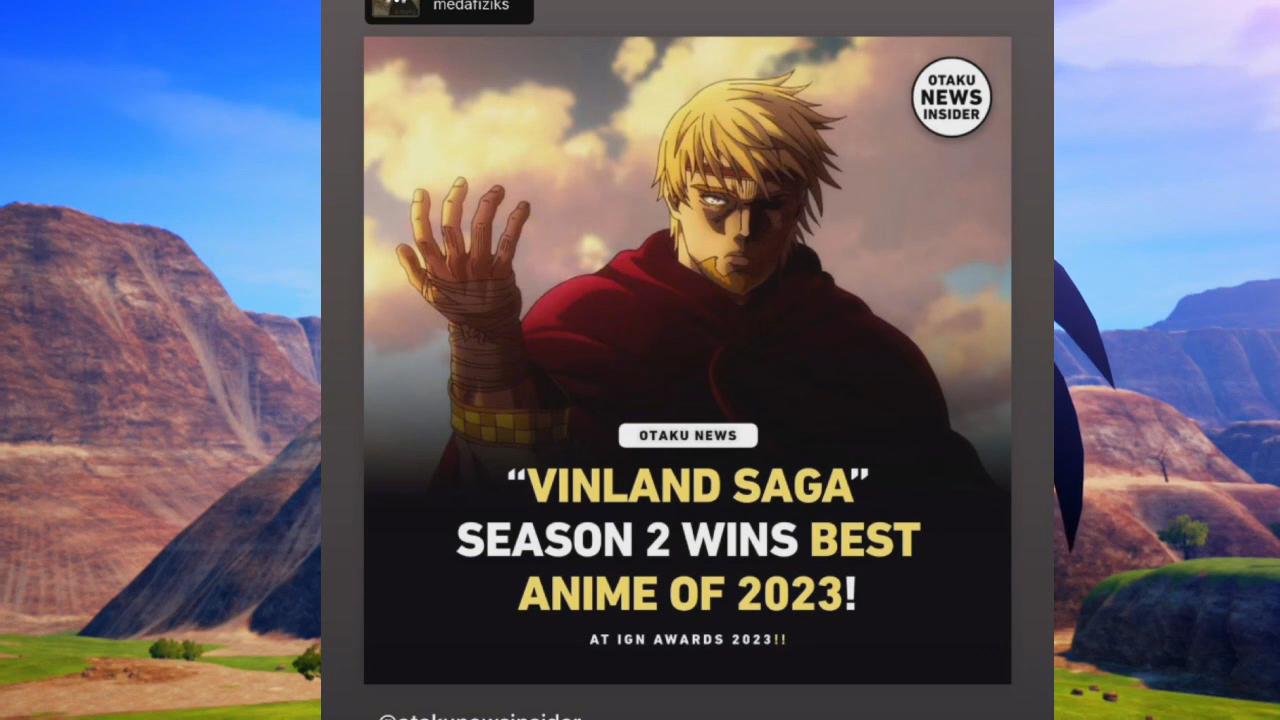 medafiziks
OTAKU
NEWS
INSIDER
OTAKU NEWS
“VINLAND SAGA”
SEASON 2 WINS BEST
ANIME OF 2023!
AT IGN AWARDS 2023!!
@otakunewsinsider